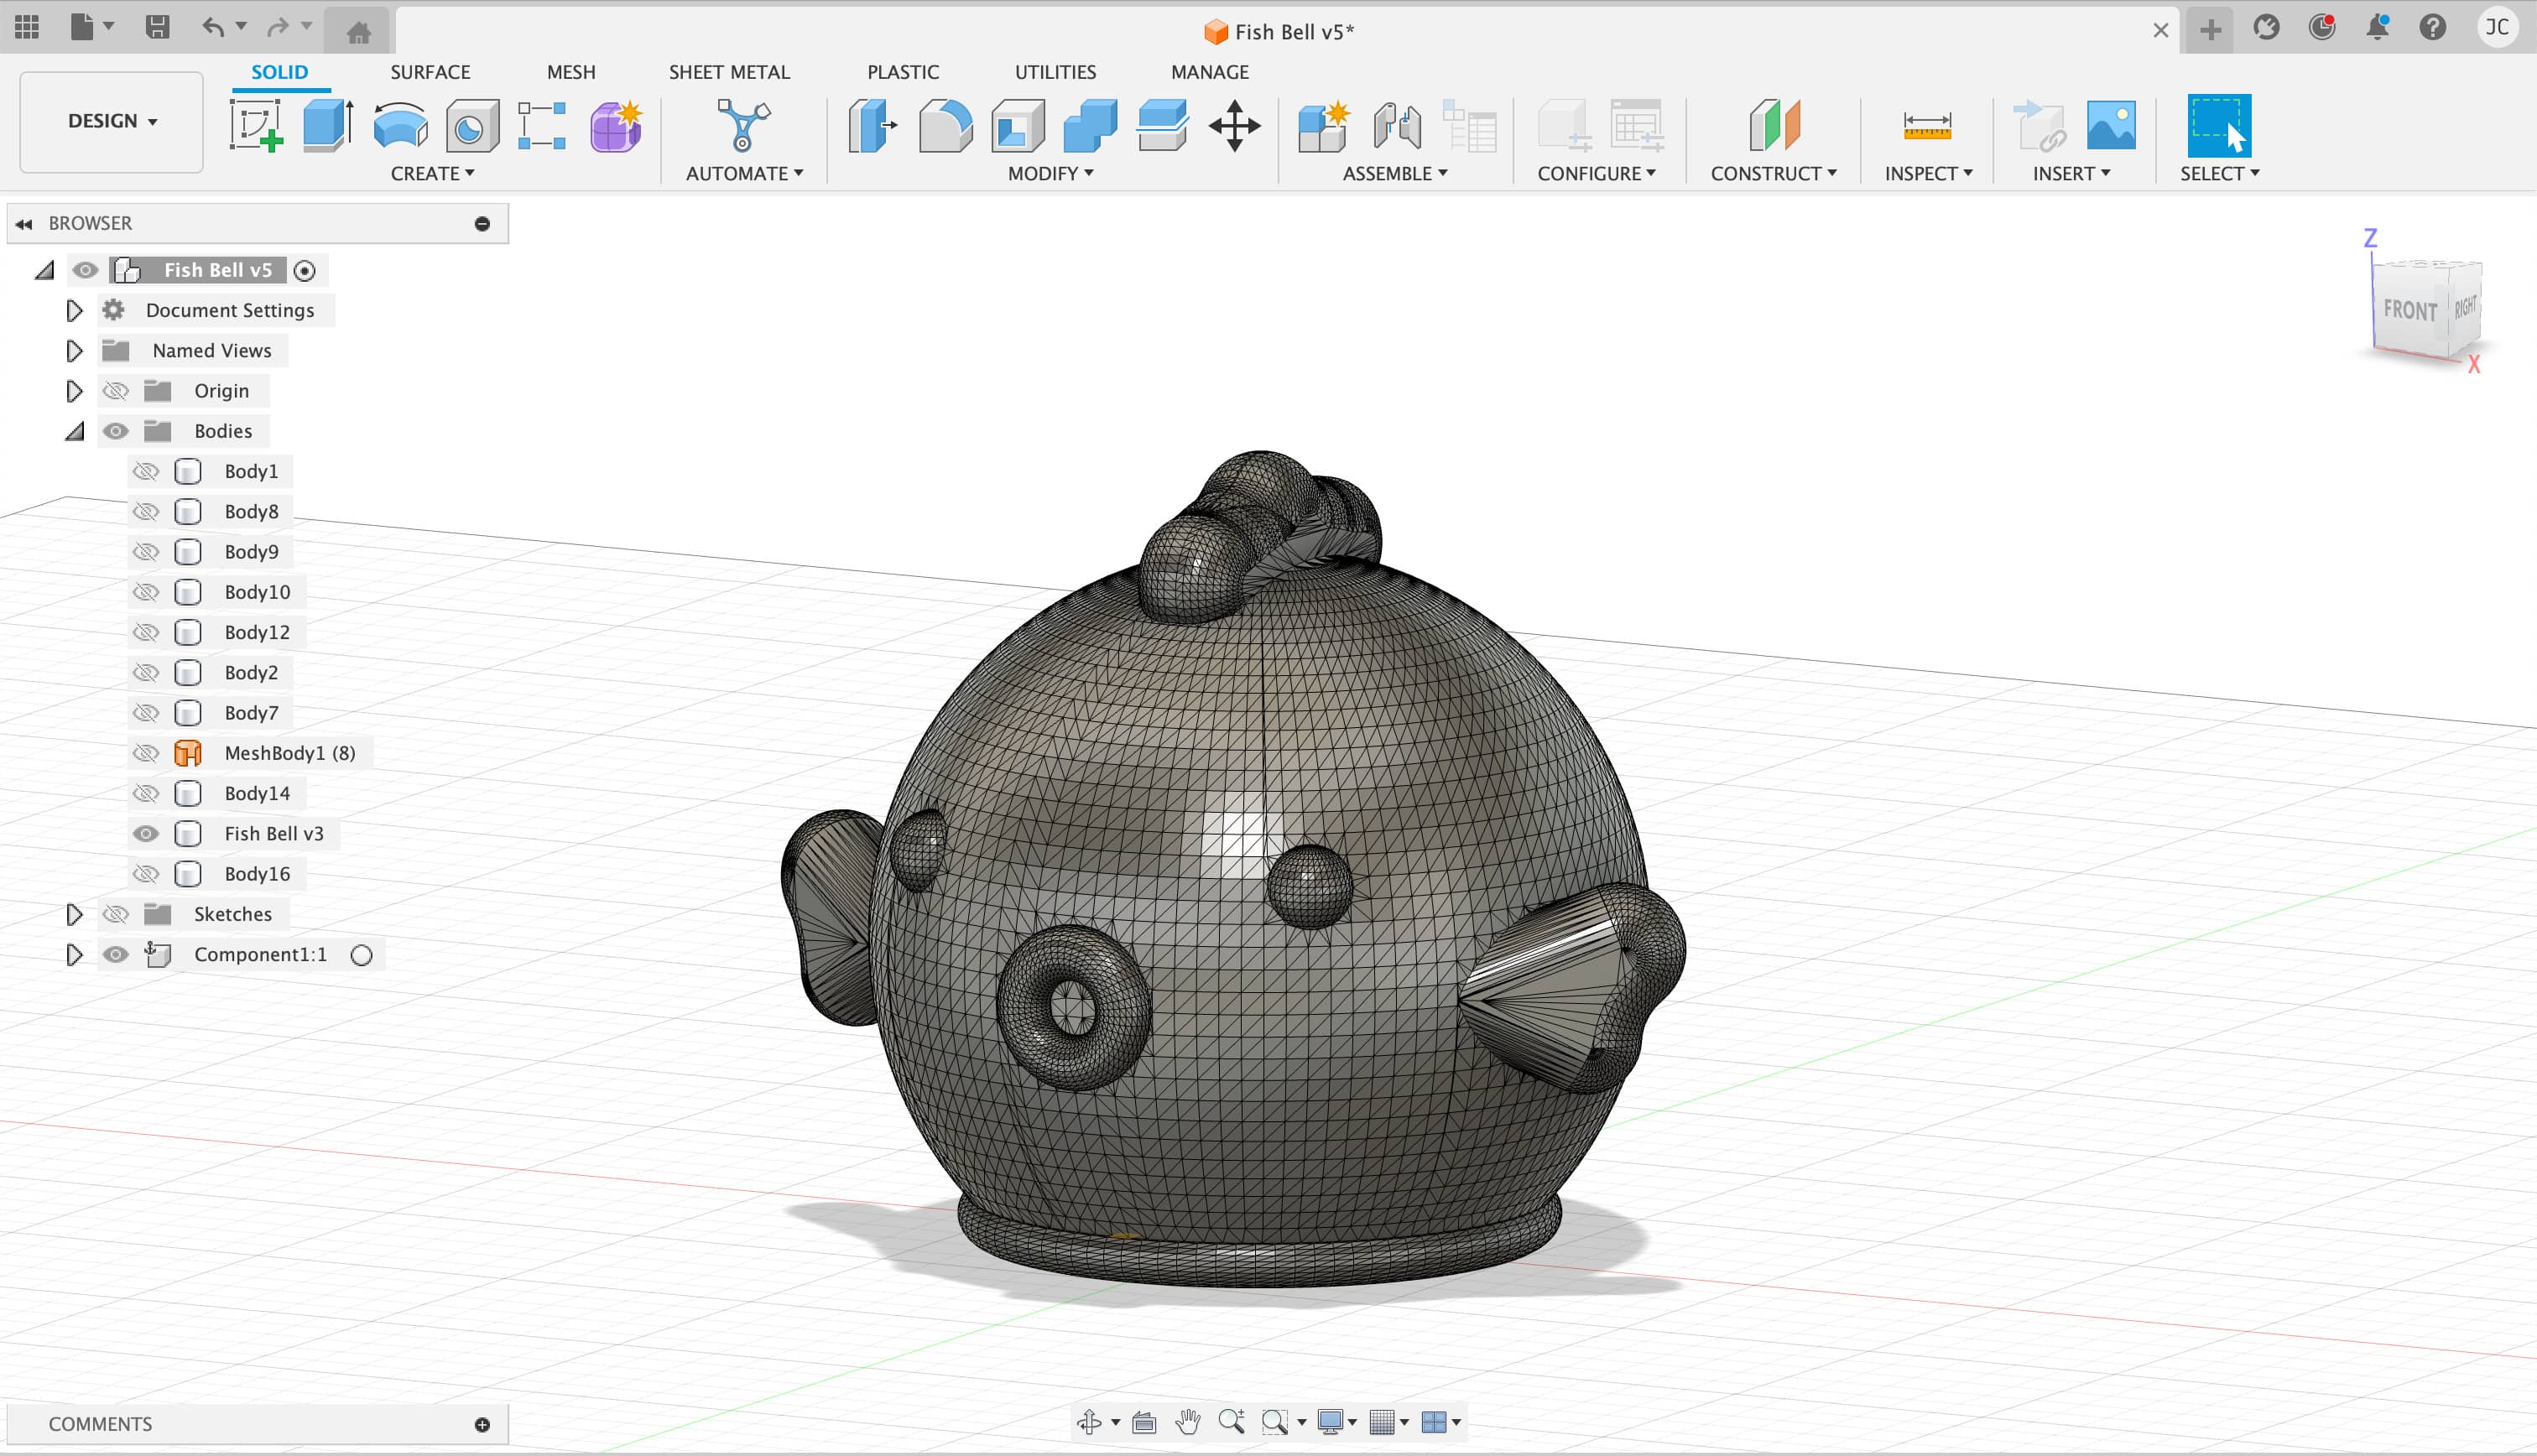 Fish Bell v5*
JC
DESIGN
SOLID
SURFACE
MESH
SHEET METAL
PLASTIC
UTILITIES
MANAGE
CREATE
AUTOMATE
MODIFY
ASSEMBLE
CONFIGURE
CONSTRUCT
INSPECT
INSERT
SELECT
BROWSER
Fish Bell v5
Document Settings
Named Views
Origin
Bodies
Body1
Body8
Body9
Body10
Body12
Body2
Body7
MeshBody1 (8)
Body14
Fish Bell v3
Body16
Sketches
Component1:1
Z
FRONT
RIGHT
X
COMMENTS